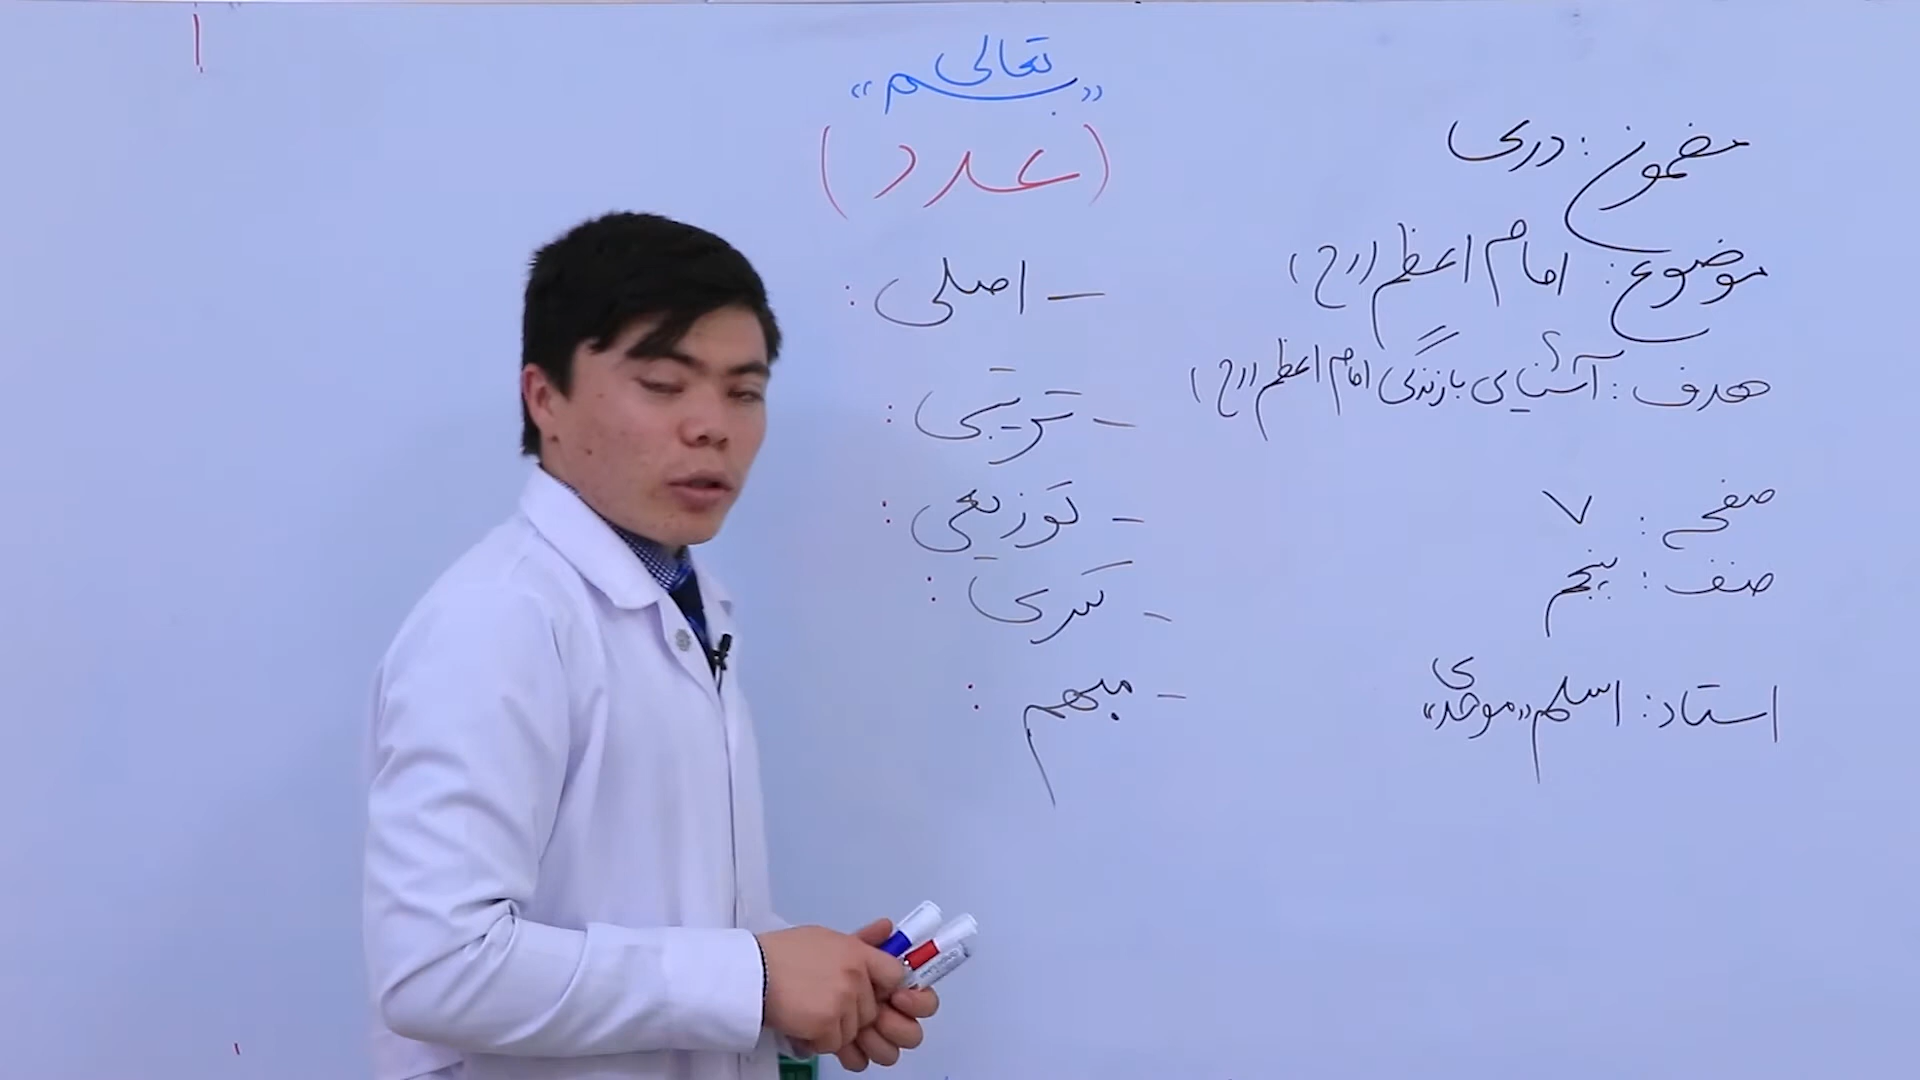 «بسم تعالی»
(عدد)
مضمون: دری
موضوع: امام اعظم (رح)
هدف: آشنایی با زندگی امام اعظم (رح)
صفحه: ۷
صنف: پنجم
استاد: اسلم «موحدی»
- اصلی:
- ترتیبی:
- توزیعی:
- کسری:
- مبهم: